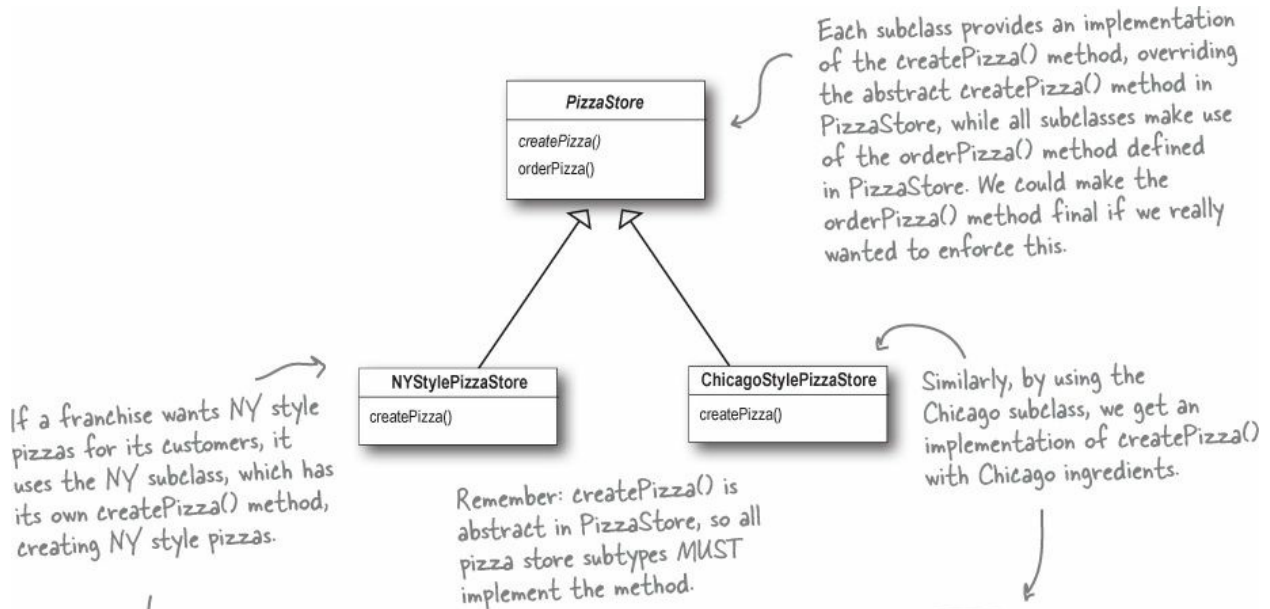 Each subclass provides an implementation
of the createPizza() method, overriding
the abstract createPizza() method in
PizzaStore, while all subclasses make use
of the orderPizza() method defined
in PizzaStore. We could make the
orderPizza() method final if we really
wanted to enforce this.
PizzaStore
createPizza()
orderPizza()
NYStylePizzaStore
createPizza()
ChicagoStylePizzaStore
createPizza()
If a franchise wants NY style
pizzas for its customers, it
uses the NY subclass, which has
its own createPizza() method,
creating NY style pizzas.
Similarly, by using the
Chicago subclass, we get an
implementation of createPizza()
with Chicago ingredients.
Remember: createPizza() is
abstract in PizzaStore, so all
pizza store subtypes MUST
implement the method.